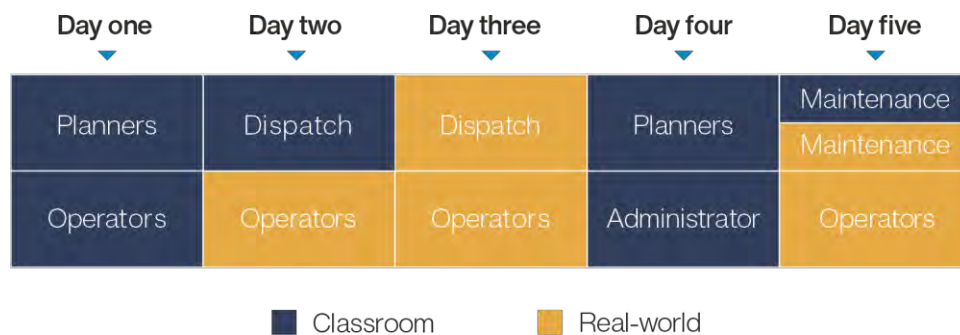 Day one
Day two
Day three
Day four
Day five
Planners
Dispatch
Dispatch
Planners
Maintenance
Maintenance
Operators
Operators
Operators
Administrator
Operators
Classroom
Real-world